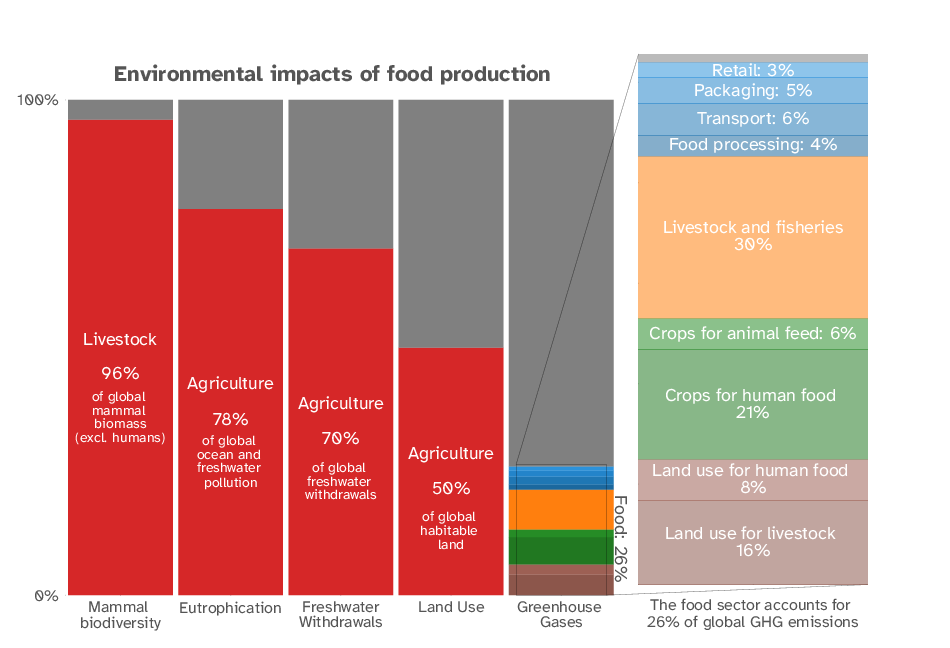 Environmental impacts of food production
100%
0%
Livestock
96%
of global
mammal
biomass
(excl. humans)
Agriculture
78%
of global
ocean and
freshwater
pollution
Agriculture
70%
of global
freshwater
withdrawals
Agriculture
50%
of global
habitable
land
Food: 26%
Mammal
biodiversity
Eutrophication
Freshwater
Withdrawals
Land Use
Greenhouse
Gases
Retail: 3%
Packaging: 5%
Transport: 6%
Food processing: 4%
Livestock and fisheries
30%
Crops for animal feed: 6%
Crops for human food
21%
Land use for human food
8%
Land use for livestock
16%
The food sector accounts for
26% of global GHG emissions